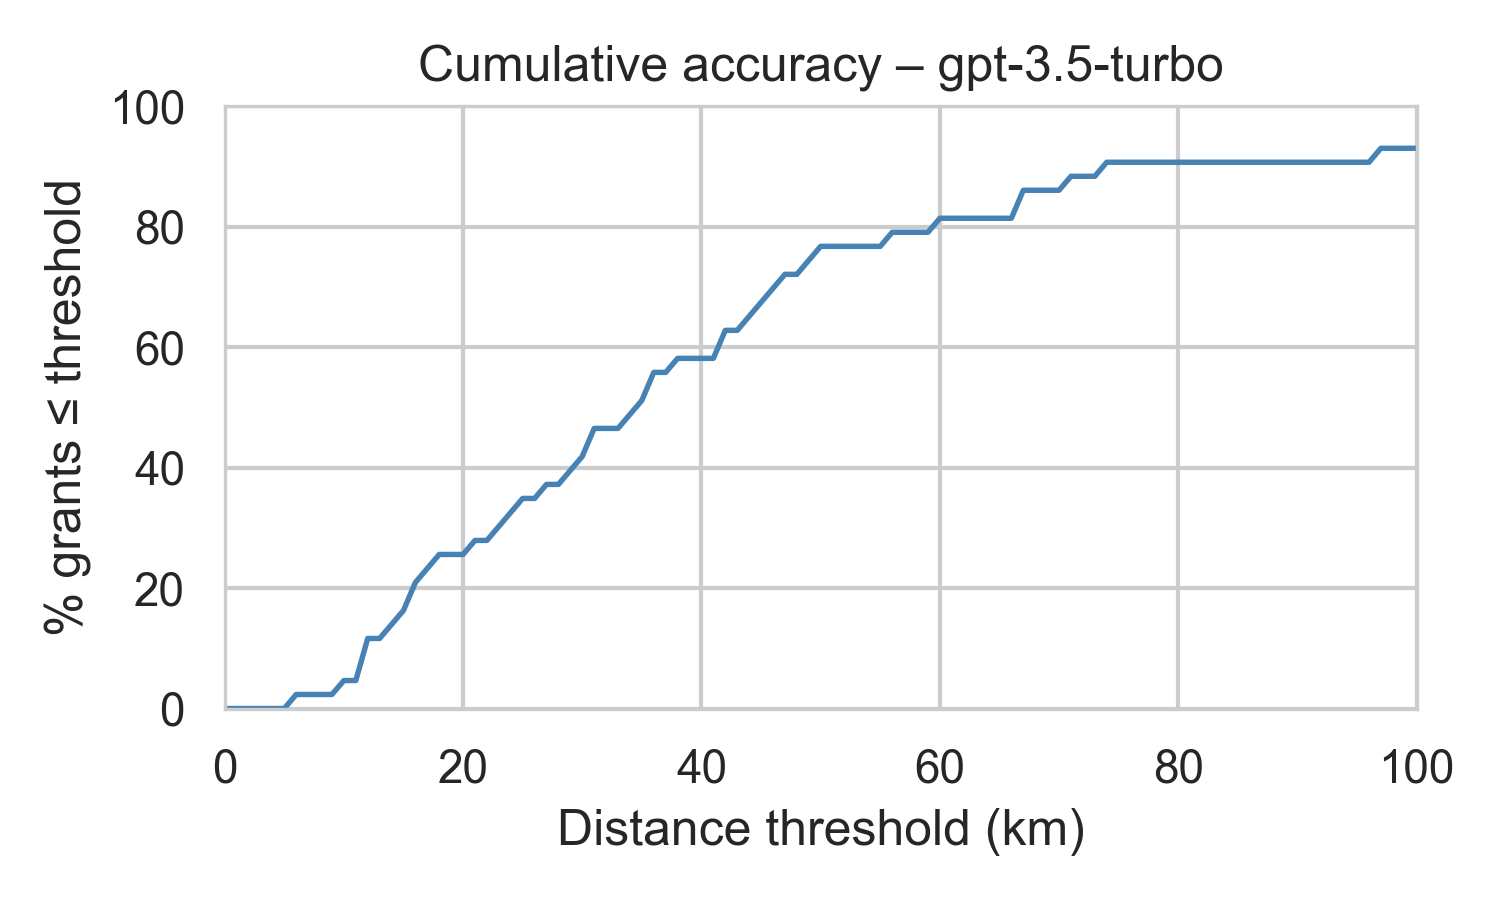 Cumulative accuracy – gpt-3.5-turbo
% grants ≤ threshold
100
80
60
40
20
0
0 20 40 60 80 100
Distance threshold (km)